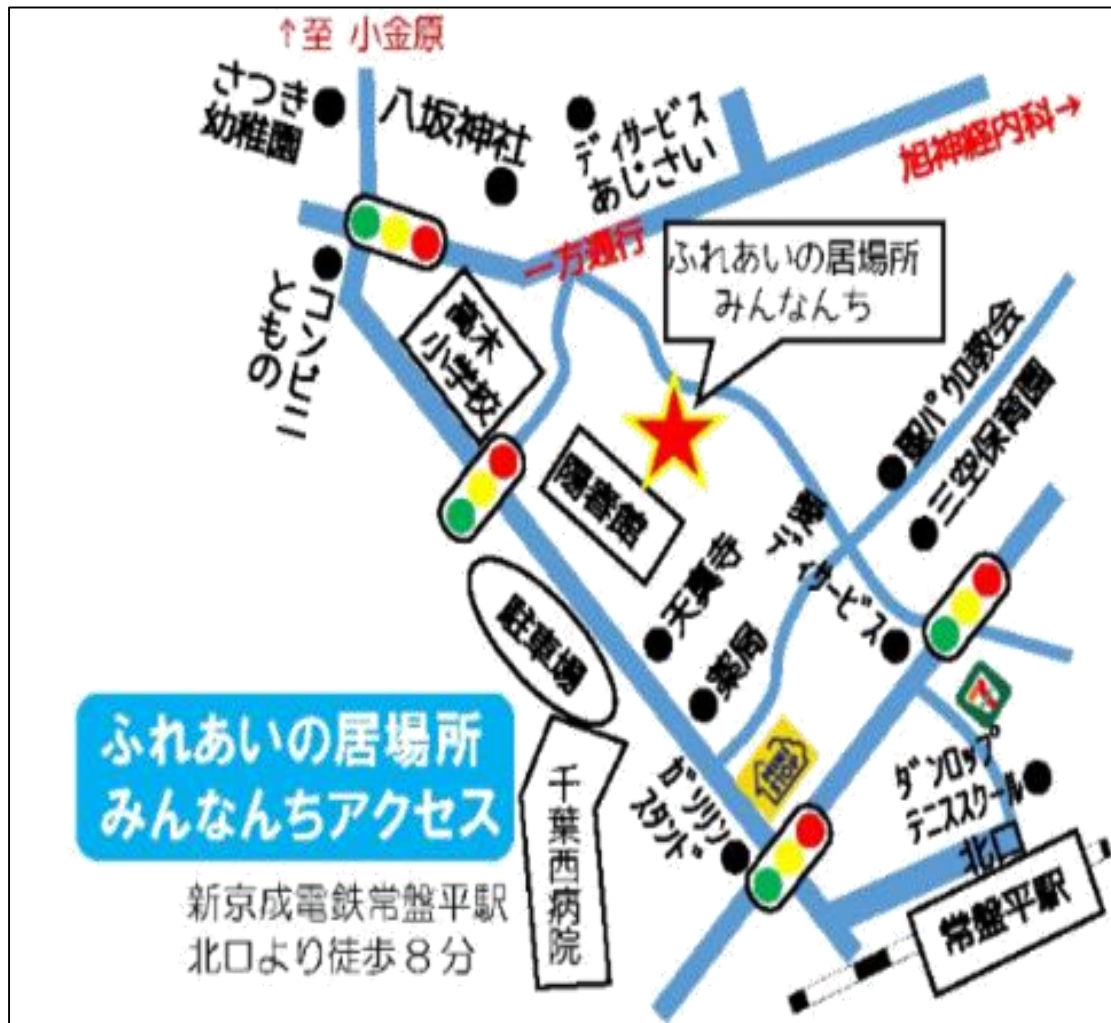 ↑至 小金原
さつき
幼稚園
八坂神社
デイサービス
あじさい
旭神経内科→
一方通行
ふれあいの居場所
みんなんち
コンビニ
ともの
高木
小学校
陽春館
聖パウロ教会
三空保育園
愛
デイサービス
天真寺
薬局
駐車場
ふれあいの居場所
みんなんちアクセス
新京成電鉄常盤平駅
北口より徒歩８分
千葉西病院
ガソリン
スタンド
MINI
STOP
7
ダンロップ
テニススクール
北口
常盤平駅